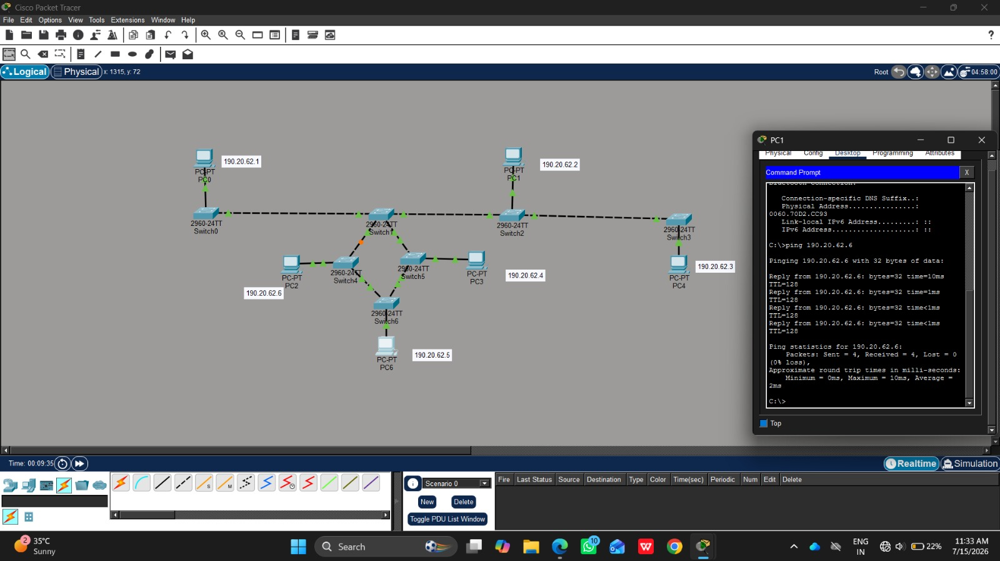 Cisco Packet Tracer
File Edit Options View Tools Extensions Window Help
?
Logical Physical x: 1315, y: 72
Root 04:58:00
190.20.62.1
PC-PT
PC0
2960-24TT
Switch0
2960-24TT
Switch1
190.20.62.2
PC-PT
PC1
2960-24TT
Switch2
2960-24TT
Switch3
190.20.62.3
PC-PT
PC4
PC-PT
PC2
190.20.62.6
2960-24TT
Switch4
2960-24TT
Switch5
PC-PT
PC3
190.20.62.4
2960-24TT
Switch6
PC-PT
PC6
190.20.62.5
PC1
Physical Config Desktop Programming Attributes
Command Prompt X
Bluetooth Connection:
Connection-specific DNS Suffix..:
Physical Address................:
0060.70D2.CC93
Link-local IPv6 Address.........: ::
IPv6 Address....................: ::
C:\>ping 190.20.62.6
Pinging 190.20.62.6 with 32 bytes of data:
Reply from 190.20.62.6: bytes=32 time=10ms
TTL=128
Reply from 190.20.62.6: bytes=32 time=1ms
TTL=128
Reply from 190.20.62.6: bytes=32 time<1ms
TTL=128
Reply from 190.20.62.6: bytes=32 time<1ms
TTL=128
Ping statistics for 190.20.62.6:
Packets: Sent = 4, Received = 4, Lost = 0
(0% loss),
Approximate round trip times in milli-seconds:
Minimum = 0ms, Maximum = 10ms, Average =
2ms
C:\>
Top
Time: 00:09:35
Realtime Simulation
S M
Scenario 0
New Delete
Toggle PDU List Window
Fire Last Status Source Destination Type Color Time(sec) Periodic Num Edit Delete
2
35°C
Sunny
Search
10
W
ENG
IN
22%
11:33 AM
7/15/2026